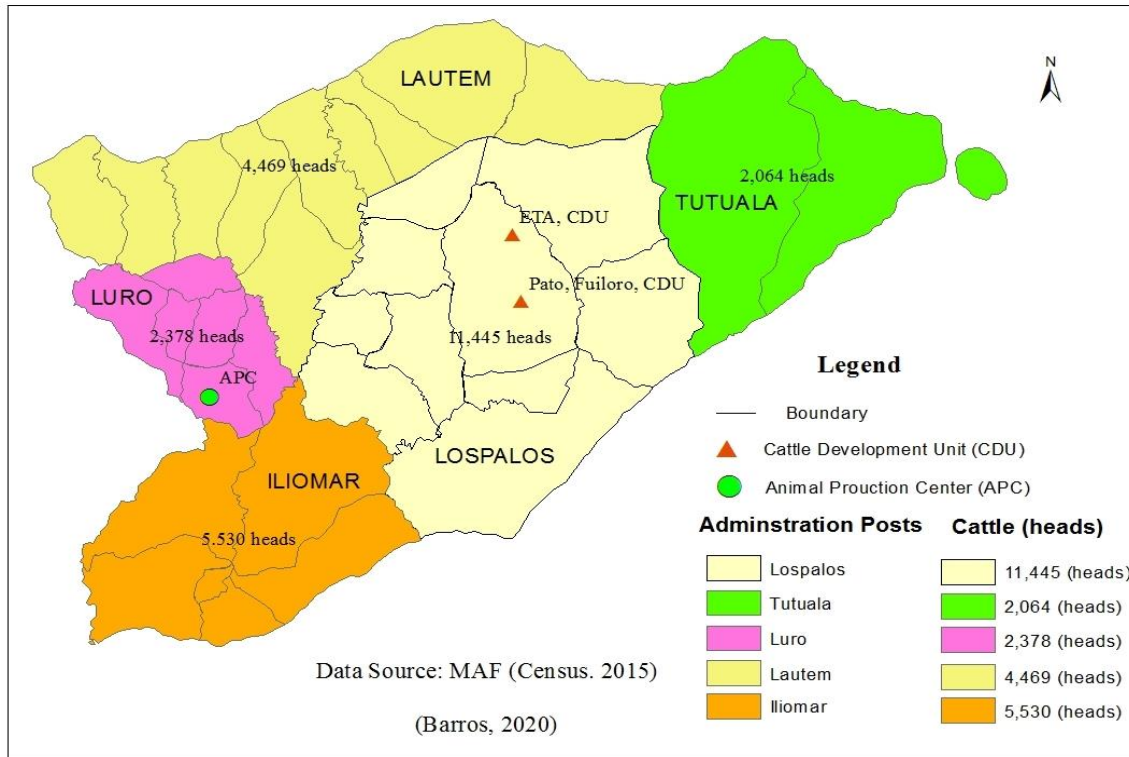 LAUTEM
N
4,469 heads
2,064 heads
TUTUALA
ETA, CDU
Pato, Fuiloro, CDU
LURO
2,378 heads
11,445 heads
APC
LOSPALOS
ILIOMAR
5.530 heads
Legend
Boundary
Cattle Development Unit (CDU)
Animal Prouction Center (APC)
Adminstration Posts
Cattle (heads)
Lospalos
11,445 (heads)
Tutuala
2,064 (heads)
Luro
2,378 (heads)
Lautem
4,469 (heads)
Iliomar
5,530 (heads)
Data Source: MAF (Census. 2015)
(Barros, 2020)